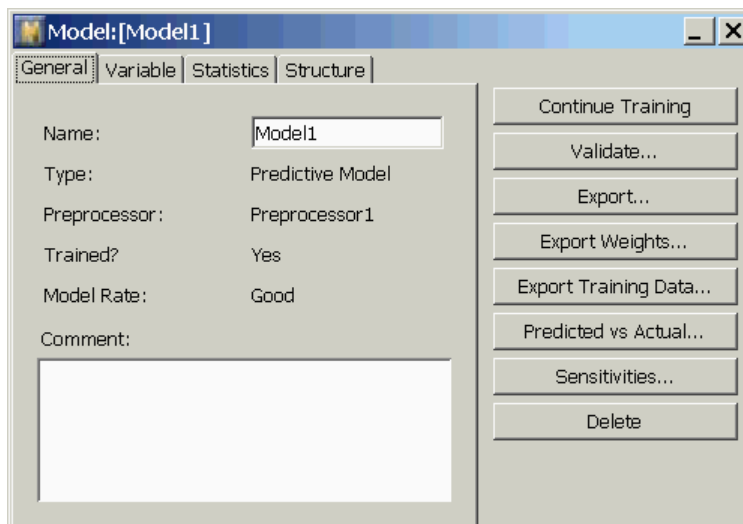 Model:[Model1]
General Variable Statistics Structure
Name: Model1
Type: Predictive Model
Preprocessor: Preprocessor1
Trained? Yes
Model Rate: Good
Comment:
Continue Training
Validate...
Export...
Export Weights...
Export Training Data...
Predicted vs Actual...
Sensitivities...
Delete